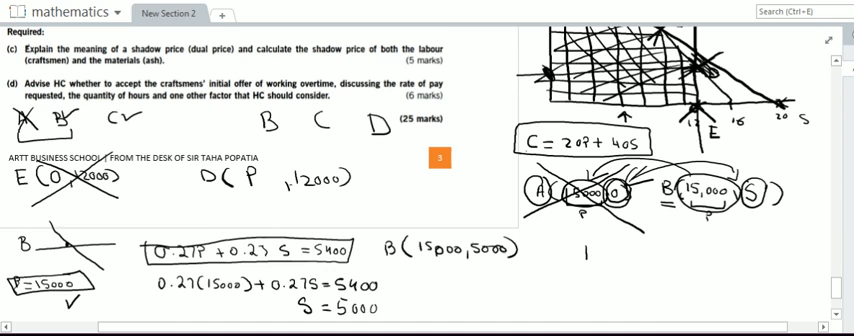 mathematics
New Section 2
+
Search (Ctrl+E)
Required:
(c) Explain the meaning of a shadow price (dual price) and calculate the shadow price of both the labour
(craftsmen) and the materials (ash). (5 marks)
(d) Advise HC whether to accept the craftsmen' initial offer of working overtime, discussing the rate of pay
requested, the quantity of hours and one other factor that HC should consider. (6 marks)
(25 marks)
A B C B C D
12 16 20 S
E
C = 20P + 40S
ARTT BUSINESS SCHOOL, FROM THE DESK OF SIR TAHA POPATIA
3
E (0, 12000) D( P , 12000)
A (15000, 0) B (15,000, S)
P P
B 0.27P + 0.23 S = 5400 B (15,000, 5000)
P = 15000 0.27(15000) + 0.27S = 5400
S = 5000